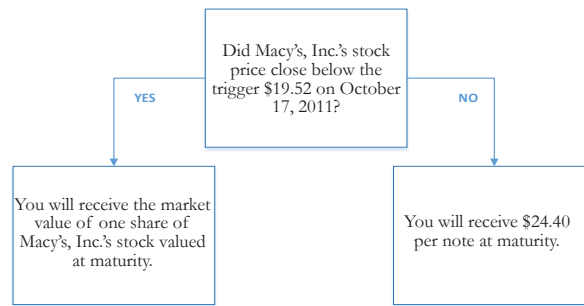 Did Macy's, Inc.'s stock
price close below the
trigger $19.52 on October
17, 2011?
YES
NO
You will receive the market
value of one share of
Macy's, Inc.'s stock valued
at maturity.
You will receive $24.40
per note at maturity.